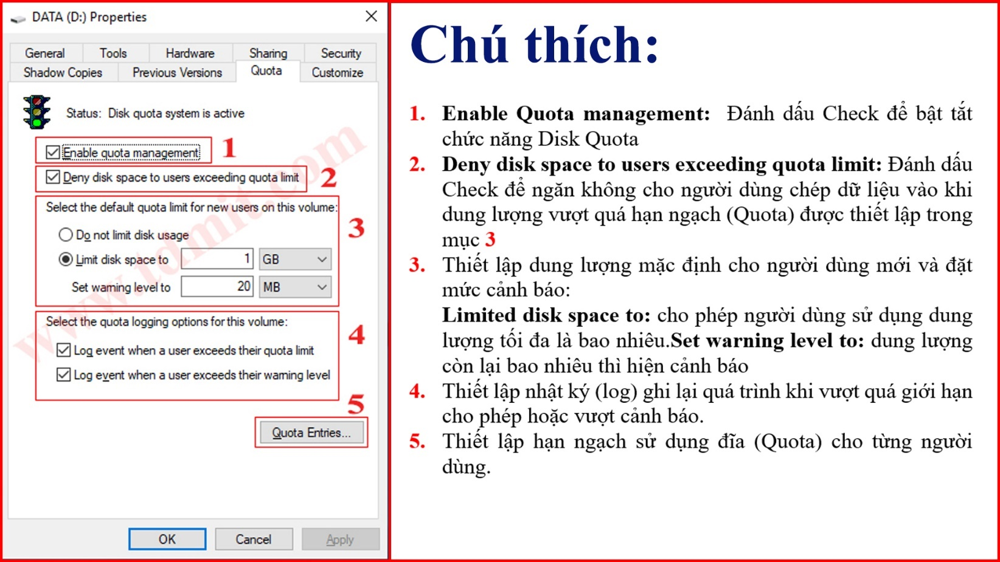 DATA (D:) Properties
General Tools Hardware Sharing Security
Shadow Copies Previous Versions Quota Customize
Status: Disk quota system is active
Enable quota management 1
Deny disk space to users exceeding quota limit 2
Select the default quota limit for new users on this volume:
3
Do not limit disk usage
Limit disk space to 1 GB
Set warning level to 20 MB
Select the quota logging options for this volume:
4
Log event when a user exceeds their quota limit
Log event when a user exceeds their warning level
5
Quota Entries...
OK Cancel Apply
www.tdmit.com
Chú thích:
1. Enable Quota management: Đánh dấu Check để bật tắt
chức năng Disk Quota
2. Deny disk space to users exceeding quota limit: Đánh dấu
Check để ngăn không cho người dùng chép dữ liệu vào khi
dung lượng vượt quá hạn ngạch (Quota) được thiết lập trong
mục 3
3. Thiết lập dung lượng mặc định cho người dùng mới và đặt
mức cảnh báo:
Limited disk space to: cho phép người dùng sử dụng dung
lượng tối đa là bao nhiêu.Set warning level to: dung lượng
còn lại bao nhiêu thì hiện cảnh báo
4. Thiết lập nhật ký (log) ghi lại quá trình khi vượt quá giới hạn
cho phép hoặc vượt cảnh báo.
5. Thiết lập hạn ngạch sử dụng đĩa (Quota) cho từng người
dùng.